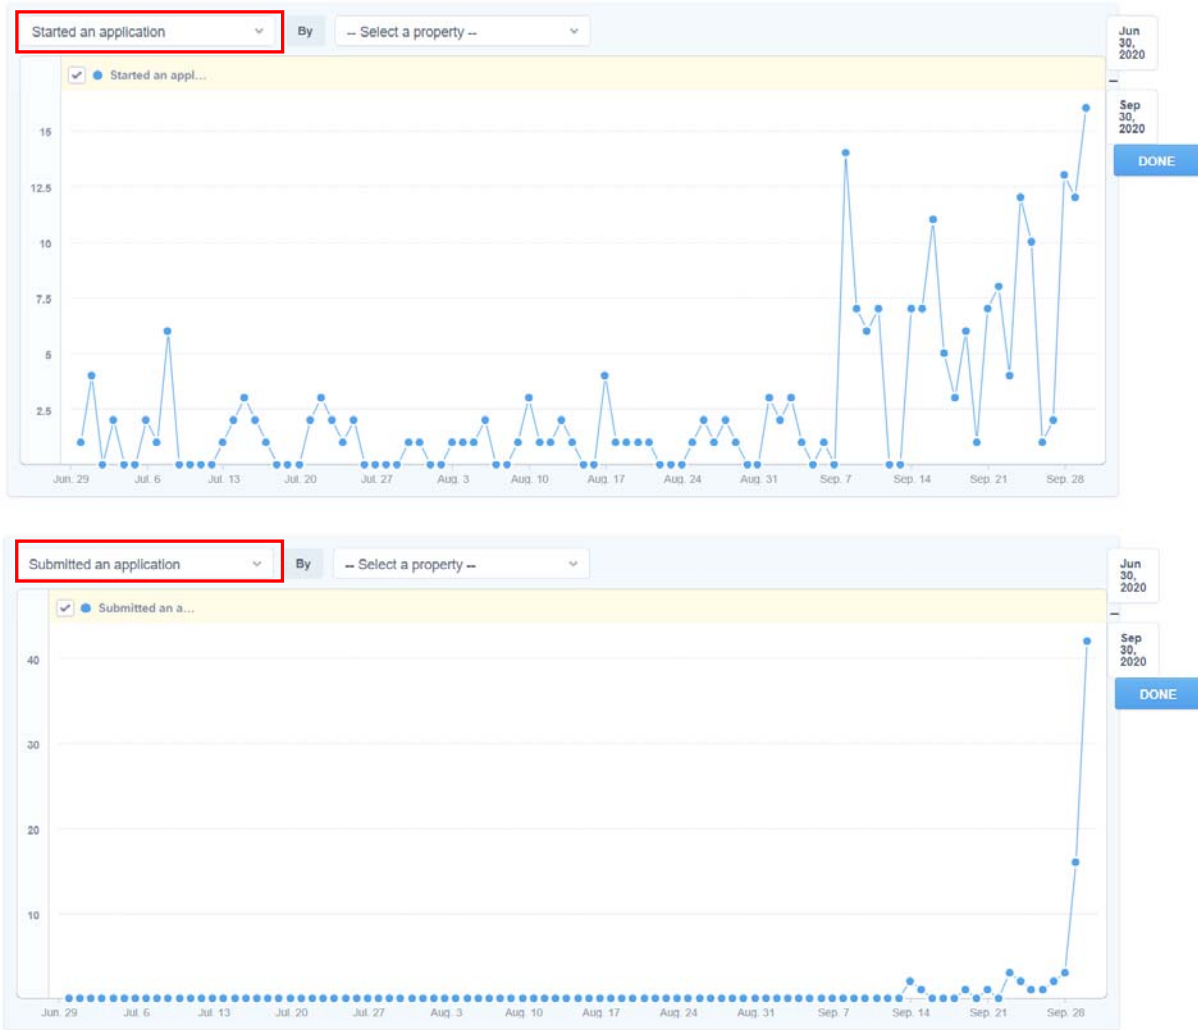 Started an application By -- Select a property --
Jun
30,
2020
–
Sep
30,
2020
DONE
Started an appl...
15
12.5
10
7.5
5
2.5
Jun. 29 Jul. 6 Jul. 13 Jul. 20 Jul. 27 Aug. 3 Aug. 10 Aug. 17 Aug. 24 Aug. 31 Sep. 7 Sep. 14 Sep. 21 Sep. 28
Submitted an application By -- Select a property --
Jun
30,
2020
–
Sep
30,
2020
DONE
Submitted an a...
40
30
20
10
Jun. 29 Jul. 6 Jul. 13 Jul. 20 Jul. 27 Aug. 3 Aug. 10 Aug. 17 Aug. 24 Aug. 31 Sep. 7 Sep. 14 Sep. 21 Sep. 28